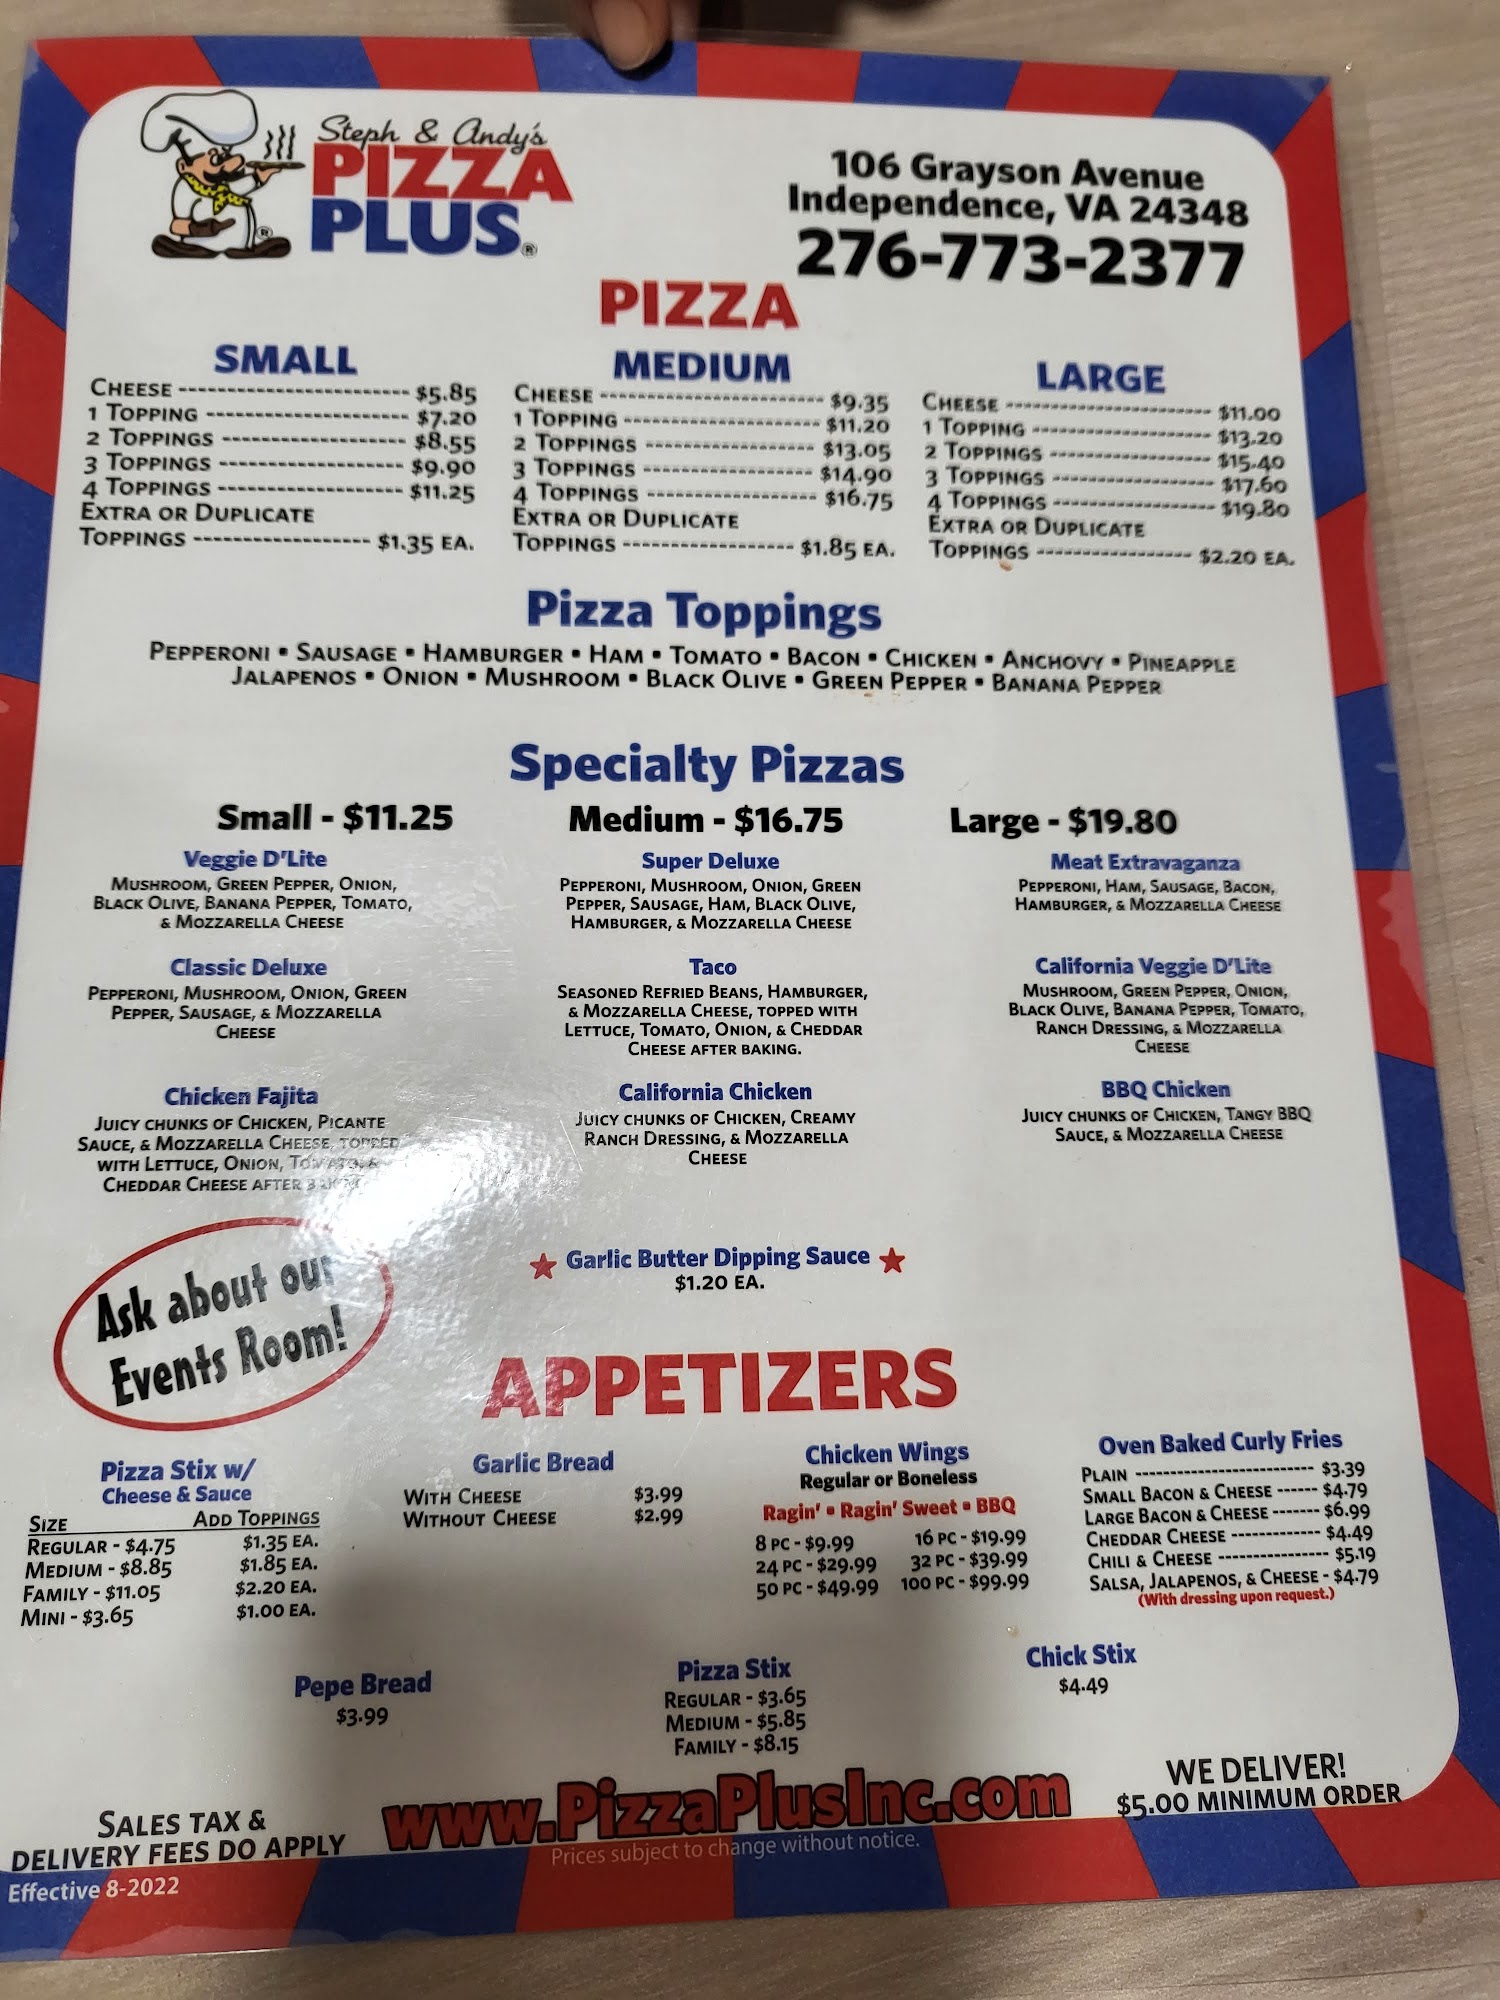 Steph & Andy's
PIZZA
PLUS®
106 Grayson Avenue
Independence, VA 24348
276-773-2377
PIZZA
SMALL
CHEESE ------------------------ $5.85
1 TOPPING --------------------- $7.20
2 TOPPINGS ------------------- $8.55
3 TOPPINGS ------------------- $9.90
4 TOPPINGS ------------------- $11.25
EXTRA OR DUPLICATE
TOPPINGS ------------------ $1.35 EA.
MEDIUM
CHEESE ------------------------ $9.35
1 TOPPING --------------------- $11.20
2 TOPPINGS ------------------ $13.05
3 TOPPINGS ------------------ $14.90
4 TOPPINGS ------------------ $16.75
EXTRA OR DUPLICATE
TOPPINGS ------------------ $1.85 EA.
LARGE
CHEESE ---------------------- $11.00
1 TOPPING ------------------- $13.20
2 TOPPINGS ----------------- $15.40
3 TOPPINGS ----------------- $17.60
4 TOPPINGS ----------------- $19.80
EXTRA OR DUPLICATE
TOPPINGS ---------------- $2.20 EA.
Pizza Toppings
PEPPERONI ▪ SAUSAGE ▪ HAMBURGER ▪ HAM ▪ TOMATO ▪ BACON ▪ CHICKEN ▪ ANCHOVY ▪ PINEAPPLE
JALAPENOS ▪ ONION ▪ MUSHROOM ▪ BLACK OLIVE ▪ GREEN PEPPER ▪ BANANA PEPPER
Specialty Pizzas
Small - $11.25 Medium - $16.75 Large - $19.80
Veggie D'Lite
MUSHROOM, GREEN PEPPER, ONION,
BLACK OLIVE, BANANA PEPPER, TOMATO,
& MOZZARELLA CHEESE
Super Deluxe
PEPPERONI, MUSHROOM, ONION, GREEN
PEPPER, SAUSAGE, HAM, BLACK OLIVE,
HAMBURGER, & MOZZARELLA CHEESE
Meat Extravaganza
PEPPERONI, HAM, SAUSAGE, BACON,
HAMBURGER, & MOZZARELLA CHEESE
Classic Deluxe
PEPPERONI, MUSHROOM, ONION, GREEN
PEPPER, SAUSAGE, & MOZZARELLA
CHEESE
Taco
SEASONED REFRIED BEANS, HAMBURGER,
& MOZZARELLA CHEESE, TOPPED WITH
LETTUCE, TOMATO, ONION, & CHEDDAR
CHEESE AFTER BAKING.
California Veggie D'Lite
MUSHROOM, GREEN PEPPER, ONION,
BLACK OLIVE, BANANA PEPPER, TOMATO,
RANCH DRESSING, & MOZZARELLA
CHEESE
Chicken Fajita
JUICY CHUNKS OF CHICKEN, PICANTE
SAUCE, & MOZZARELLA CHEESE, TOPPED
WITH LETTUCE, ONION, TOMATO, &
CHEDDAR CHEESE AFTER BAKING
California Chicken
JUICY CHUNKS OF CHICKEN, CREAMY
RANCH DRESSING, & MOZZARELLA
CHEESE
BBQ Chicken
JUICY CHUNKS OF CHICKEN, TANGY BBQ
SAUCE, & MOZZARELLA CHEESE
Ask about our
Events Room!
★ Garlic Butter Dipping Sauce ★
$1.20 EA.
APPETIZERS
Pizza Stix w/
Cheese & Sauce
SIZE ADD TOPPINGS
REGULAR - $4.75 $1.35 EA.
MEDIUM - $8.85 $1.85 EA.
FAMILY - $11.05 $2.20 EA.
MINI - $3.65 $1.00 EA.
Garlic Bread
WITH CHEESE $3.99
WITHOUT CHEESE $2.99
Chicken Wings
Regular or Boneless
Ragin' ▪ Ragin' Sweet ▪ BBQ
8 PC - $9.99 16 PC - $19.99
24 PC - $29.99 32 PC - $39.99
50 PC - $49.99 100 PC - $99.99
Oven Baked Curly Fries
PLAIN -------------------------- $3.39
SMALL BACON & CHEESE ------ $4.79
LARGE BACON & CHEESE ------- $6.99
CHEDDAR CHEESE ------------- $4.49
CHILI & CHEESE ---------------- $5.19
SALSA, JALAPENOS, & CHEESE - $4.79
(With dressing upon request.)
Pepe Bread
$3.99
Pizza Stix
REGULAR - $3.65
MEDIUM - $5.85
FAMILY - $8.15
Chick Stix
$4.49
SALES TAX &
DELIVERY FEES DO APPLY
www.PizzaPlusInc.com
Prices subject to change without notice.
WE DELIVER!
$5.00 MINIMUM ORDER
Effective 8-2022